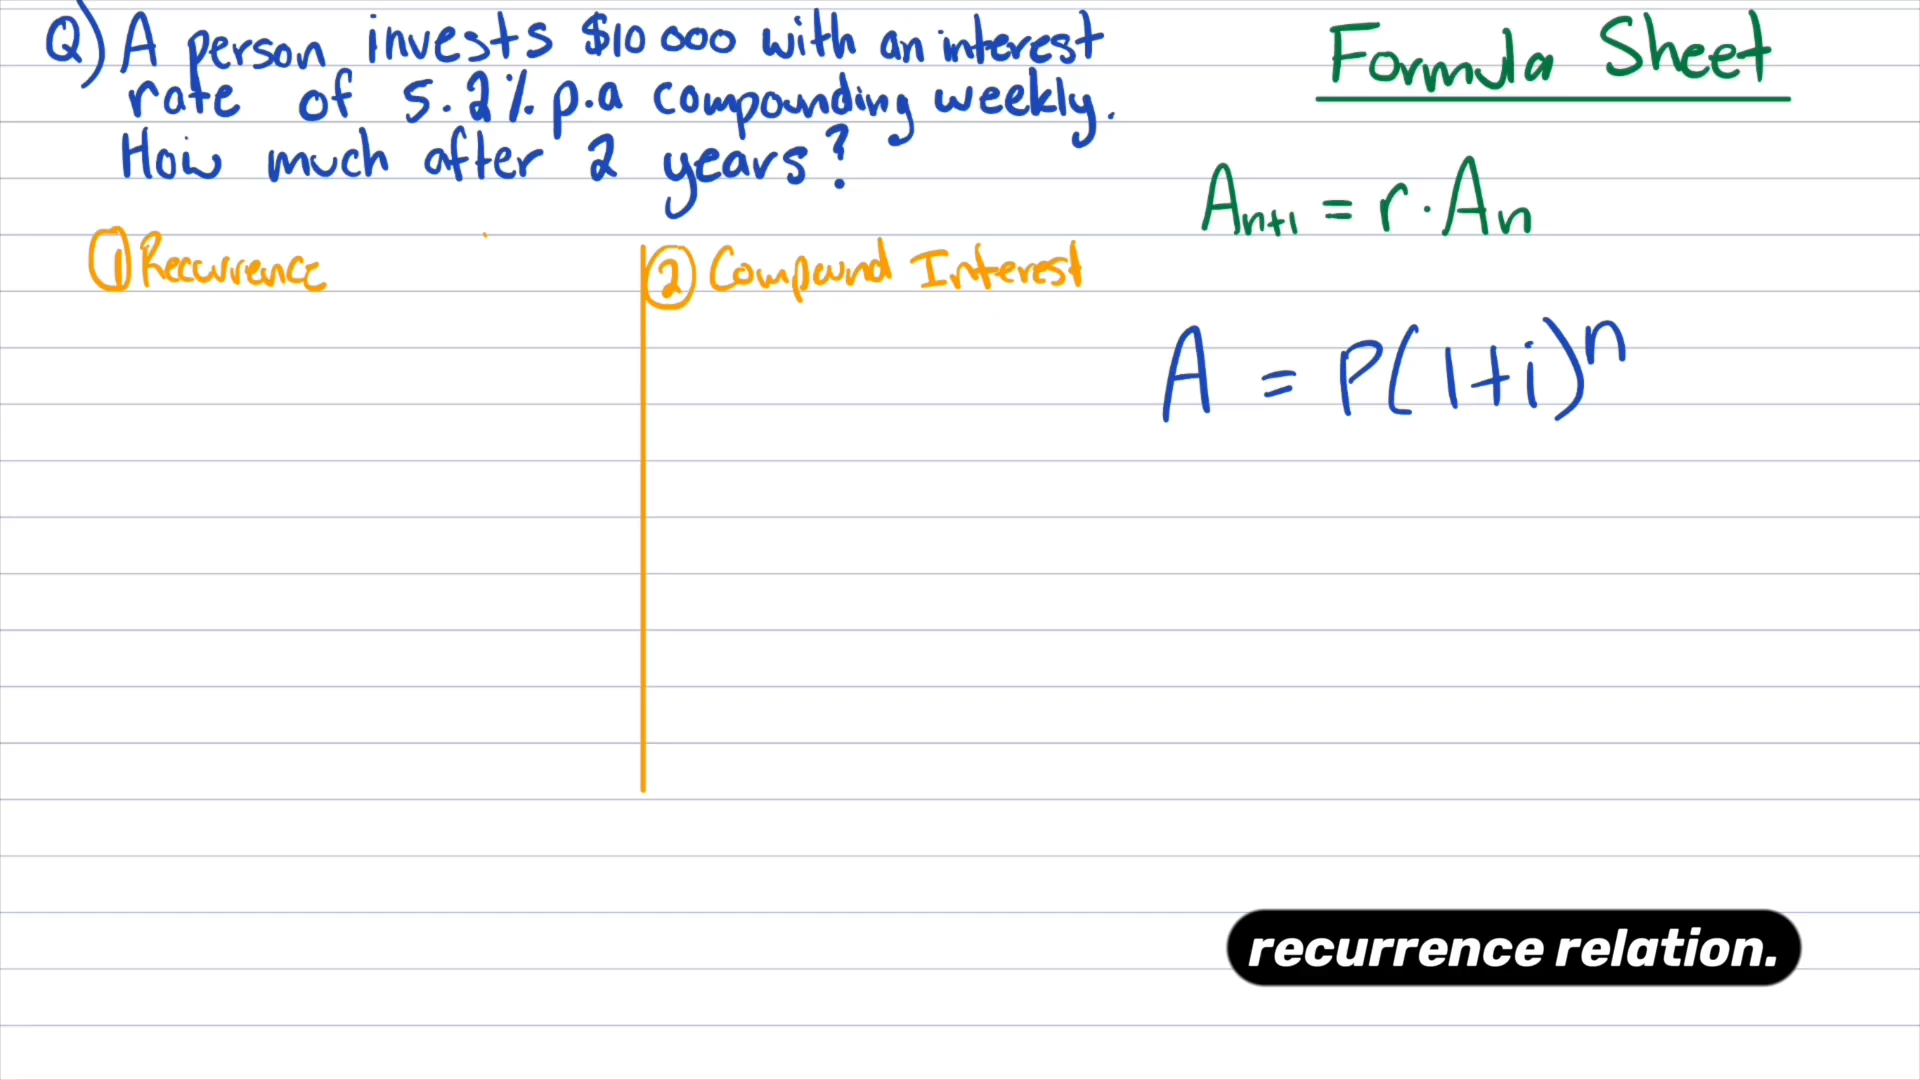 Q) A person invests $10 000 with an interest
rate of 5.2% p.a compounding weekly.
How much after 2 years?
① Recurrence
② Compound Interest
Formula Sheet
Aₙ₊₁ = r · Aₙ
A = P(1+i)ⁿ
recurrence relation.